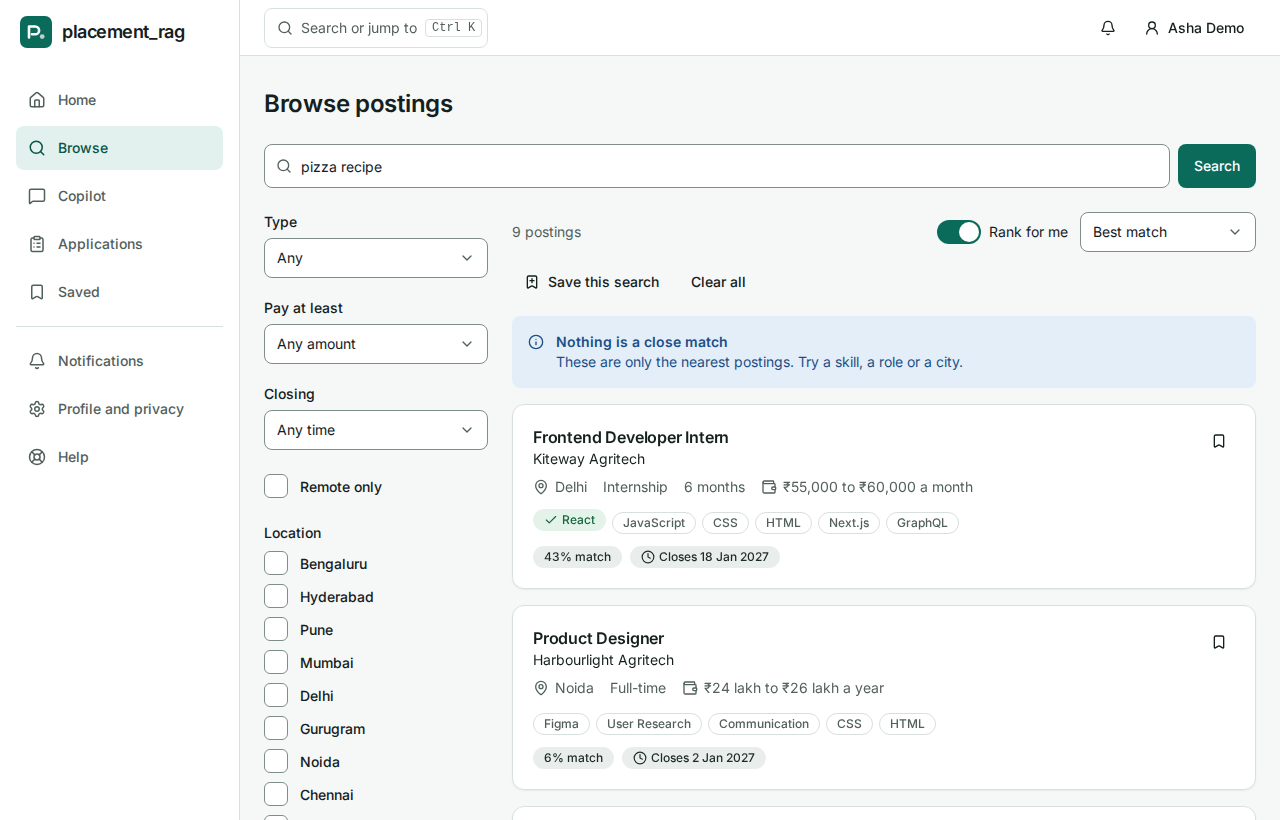 placement_rag
Search or jump to Ctrl K
Asha Demo
Home
Browse
Copilot
Applications
Saved
Notifications
Profile and privacy
Help
Browse postings
pizza recipe
Search
Type
Any
Pay at least
Any amount
Closing
Any time
Remote only
Location
Bengaluru
Hyderabad
Pune
Mumbai
Delhi
Gurugram
Noida
Chennai
9 postings
Rank for me
Best match
Save this search
Clear all
Nothing is a close match
These are only the nearest postings. Try a skill, a role or a city.
Frontend Developer Intern
Kiteway Agritech
Delhi Internship 6 months ₹55,000 to ₹60,000 a month
React JavaScript CSS HTML Next.js GraphQL
43% match Closes 18 Jan 2027
Product Designer
Harbourlight Agritech
Noida Full-time ₹24 lakh to ₹26 lakh a year
Figma User Research Communication CSS HTML
6% match Closes 2 Jan 2027